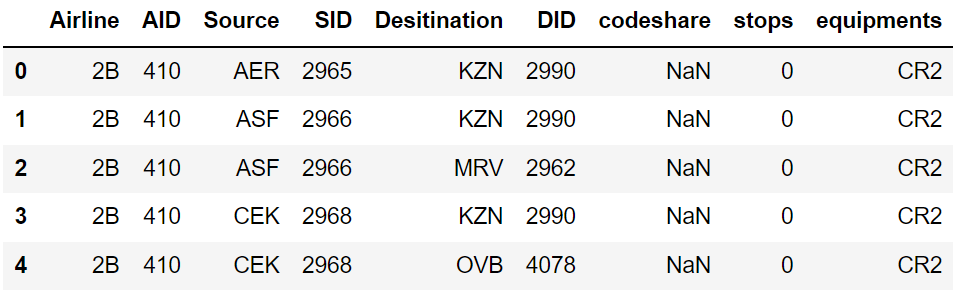 Airline AID Source SID Desitination DID codeshare stops equipments
0 2B 410 AER 2965 KZN 2990 NaN 0 CR2
1 2B 410 ASF 2966 KZN 2990 NaN 0 CR2
2 2B 410 ASF 2966 MRV 2962 NaN 0 CR2
3 2B 410 CEK 2968 KZN 2990 NaN 0 CR2
4 2B 410 CEK 2968 OVB 4078 NaN 0 CR2